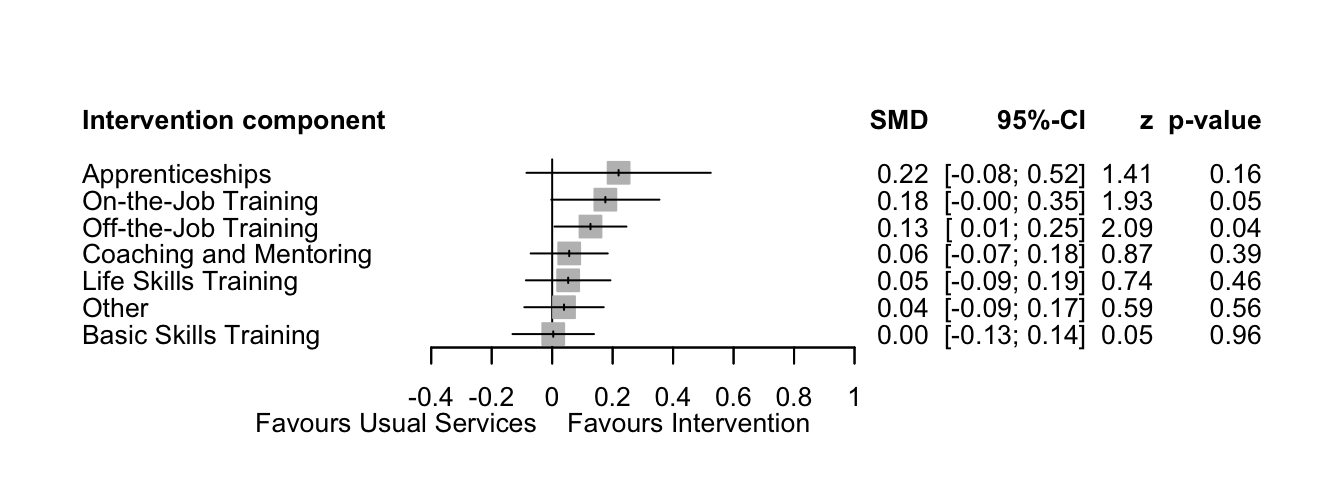 Intervention component SMD 95%-CI z p-value
Apprenticeships 0.22 [-0.08; 0.52] 1.41 0.16
On-the-Job Training 0.18 [-0.00; 0.35] 1.93 0.05
Off-the-Job Training 0.13 [ 0.01; 0.25] 2.09 0.04
Coaching and Mentoring 0.06 [-0.07; 0.18] 0.87 0.39
Life Skills Training 0.05 [-0.09; 0.19] 0.74 0.46
Other 0.04 [-0.09; 0.17] 0.59 0.56
Basic Skills Training 0.00 [-0.13; 0.14] 0.05 0.96
-0.4 -0.2 0 0.2 0.4 0.6 0.8 1
Favours Usual Services Favours Intervention